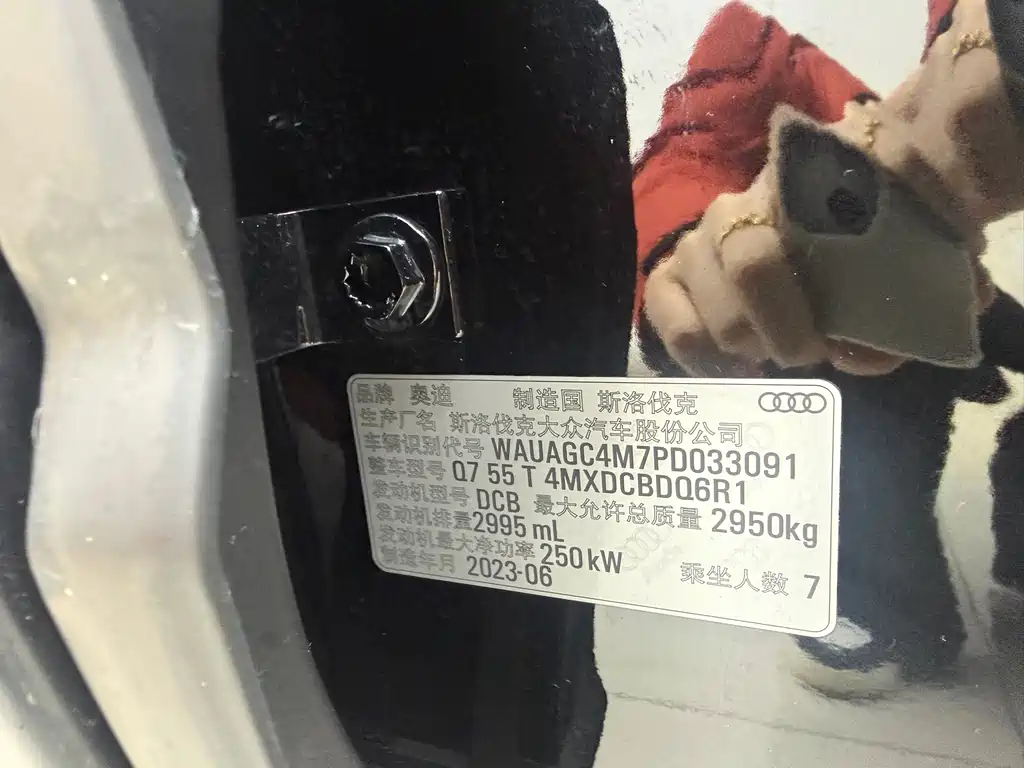 品牌 奥迪 制造国 斯洛伐克
生产厂名 斯洛伐克大众汽车股份公司
车辆识别代号 WAUAGC4M7PD033091
整车型号 Q7 55 T 4MXDCBDQ6R1
发动机型号 DCB 最大允许总质量 2950kg
发动机排量 2995 mL
发动机最大净功率 250 kW
制造年月 2023-06 乘坐人数 7